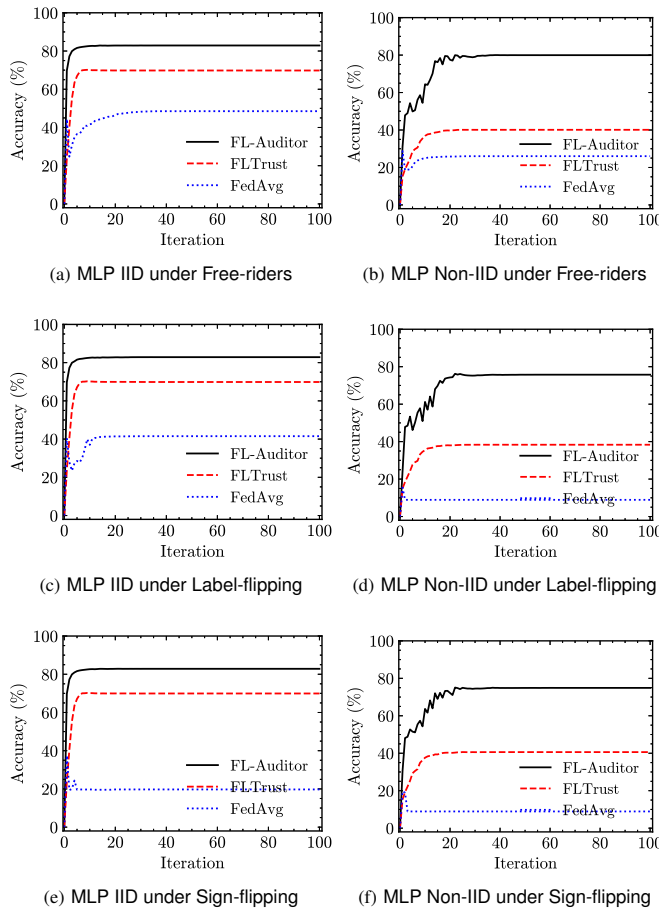 100
80
60
40
20
0
Accuracy (%)
FL-Auditor
FLTrust
FedAvg
0 20 40 60 80 100
Iteration
(a) MLP IID under Free-riders
80
60
40
20
0
Accuracy (%)
FL-Auditor
FLTrust
FedAvg
0 20 40 60 80 100
Iteration
(b) MLP Non-IID under Free-riders
100
80
60
40
20
0
Accuracy (%)
FL-Auditor
FLTrust
FedAvg
0 20 40 60 80 100
Iteration
(c) MLP IID under Label-flipping
80
60
40
20
0
Accuracy (%)
FL-Auditor
FLTrust
FedAvg
0 20 40 60 80 100
Iteration
(d) MLP Non-IID under Label-flipping
100
80
60
40
20
0
Accuracy (%)
FL-Auditor
FLTrust
FedAvg
0 20 40 60 80 100
Iteration
(e) MLP IID under Sign-flipping
100
80
60
40
20
0
Accuracy (%)
FL-Auditor
FLTrust
FedAvg
0 20 40 60 80 100
Iteration
(f) MLP Non-IID under Sign-flipping